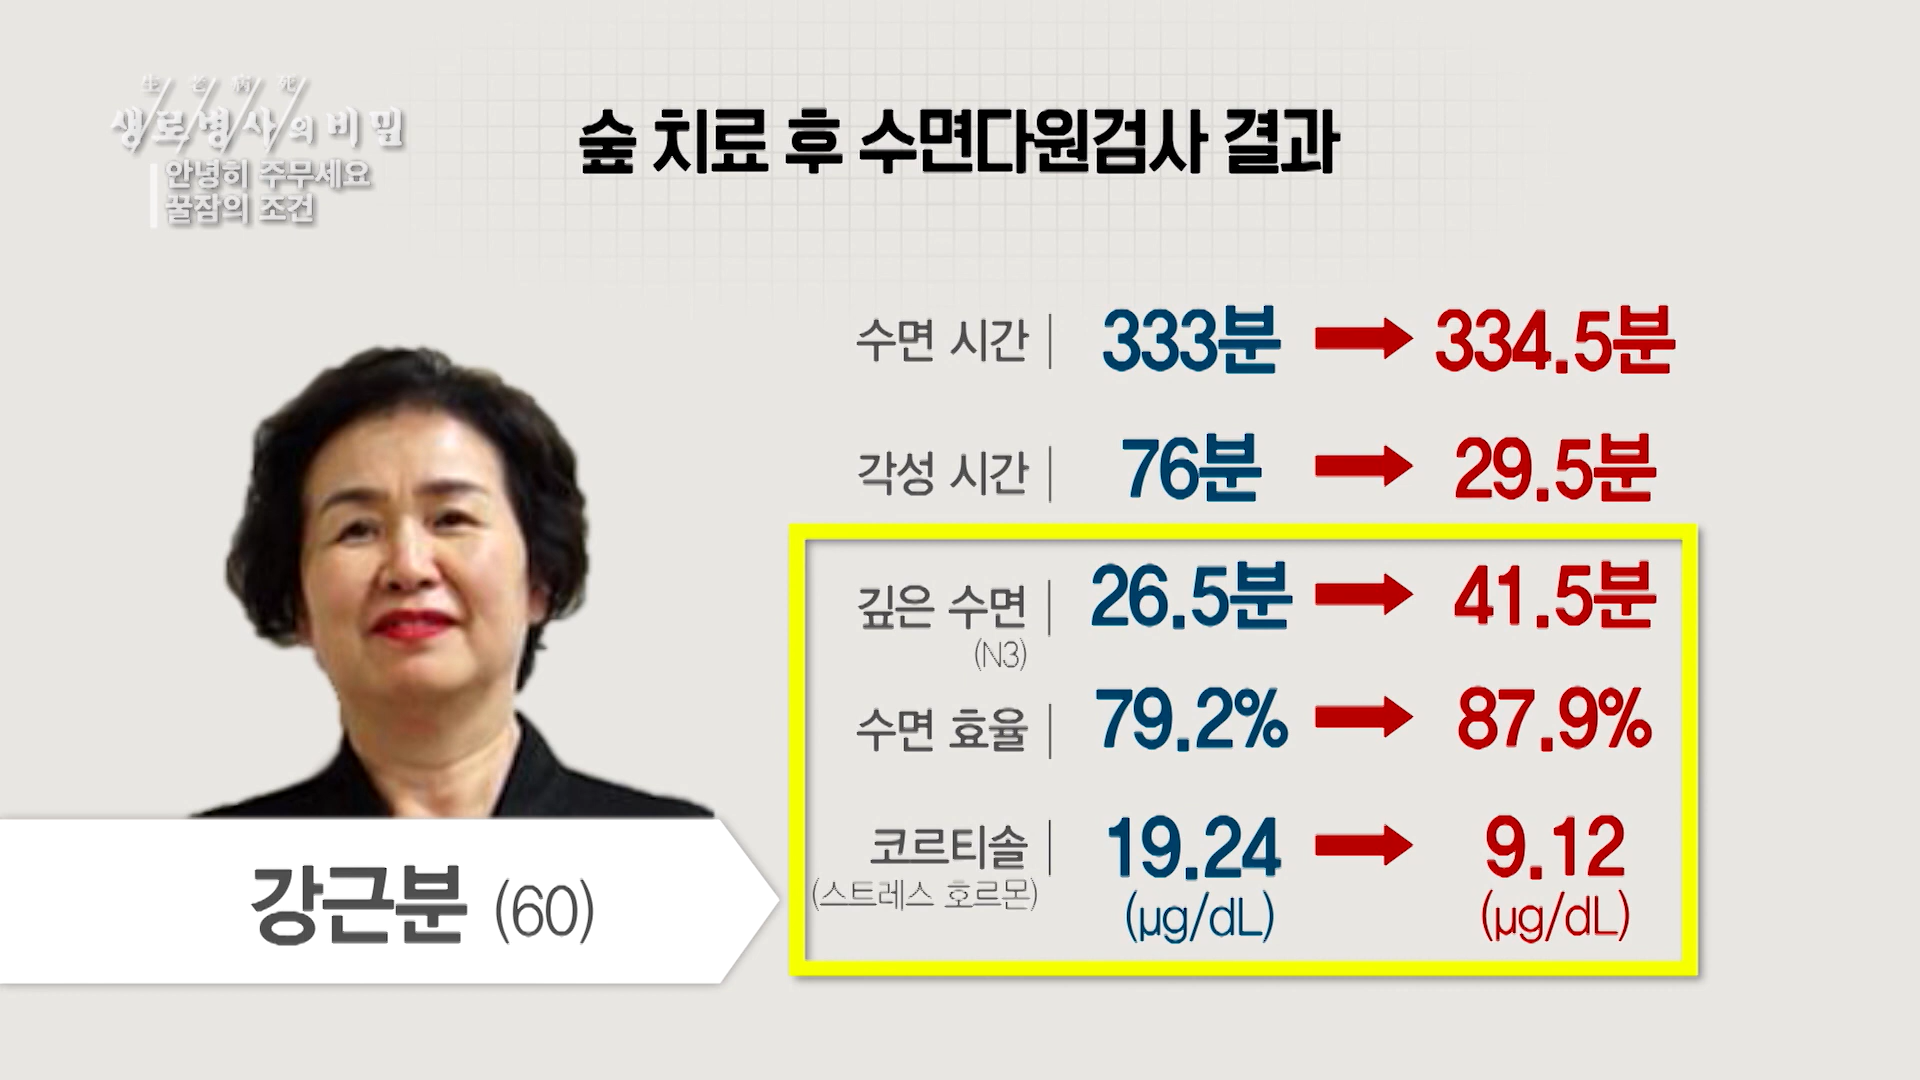 生老病死
생로병사의 비밀
안녕히 주무세요
꿀잠의 조건
숲 치료 후 수면다원검사 결과
수면 시간 333분 334.5분
각성 시간 76분 29.5분
깊은 수면 26.5분 41.5분
(N3)
수면 효율 79.2% 87.9%
코르티솔 19.24 9.12
(스트레스 호르몬) (µg/dL) (µg/dL)
강근분 (60)